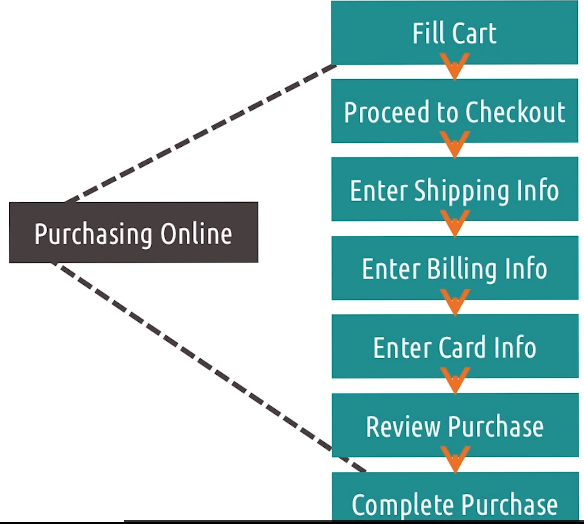 Fill Cart
Proceed to Checkout
Enter Shipping Info
Purchasing Online
Enter Billing Info
Enter Card Info
Review Purchase
Complete Purchase